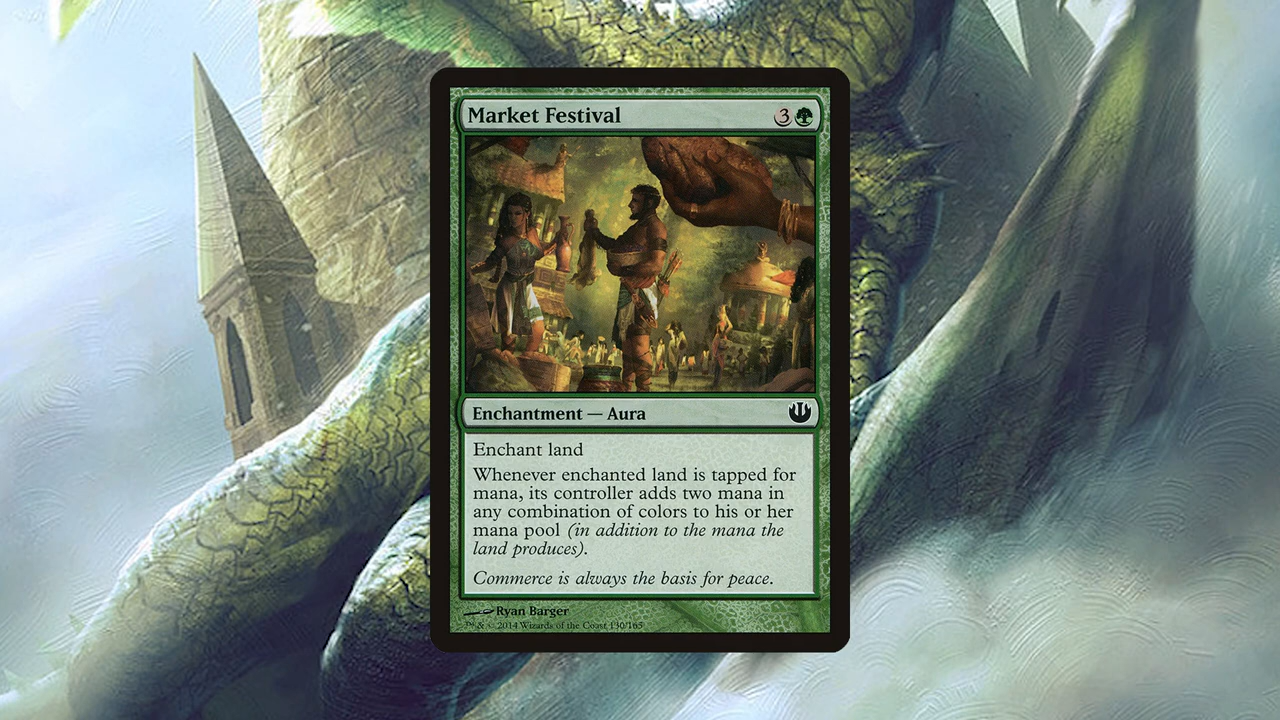 Market Festival 3
Enchantment — Aura
Enchant land
Whenever enchanted land is tapped for
mana, its controller adds two mana in
any combination of colors to his or her
mana pool (in addition to the mana the
land produces).
Commerce is always the basis for peace.
Ryan Barger
™ & © 2014 Wizards of the Coast 130/165